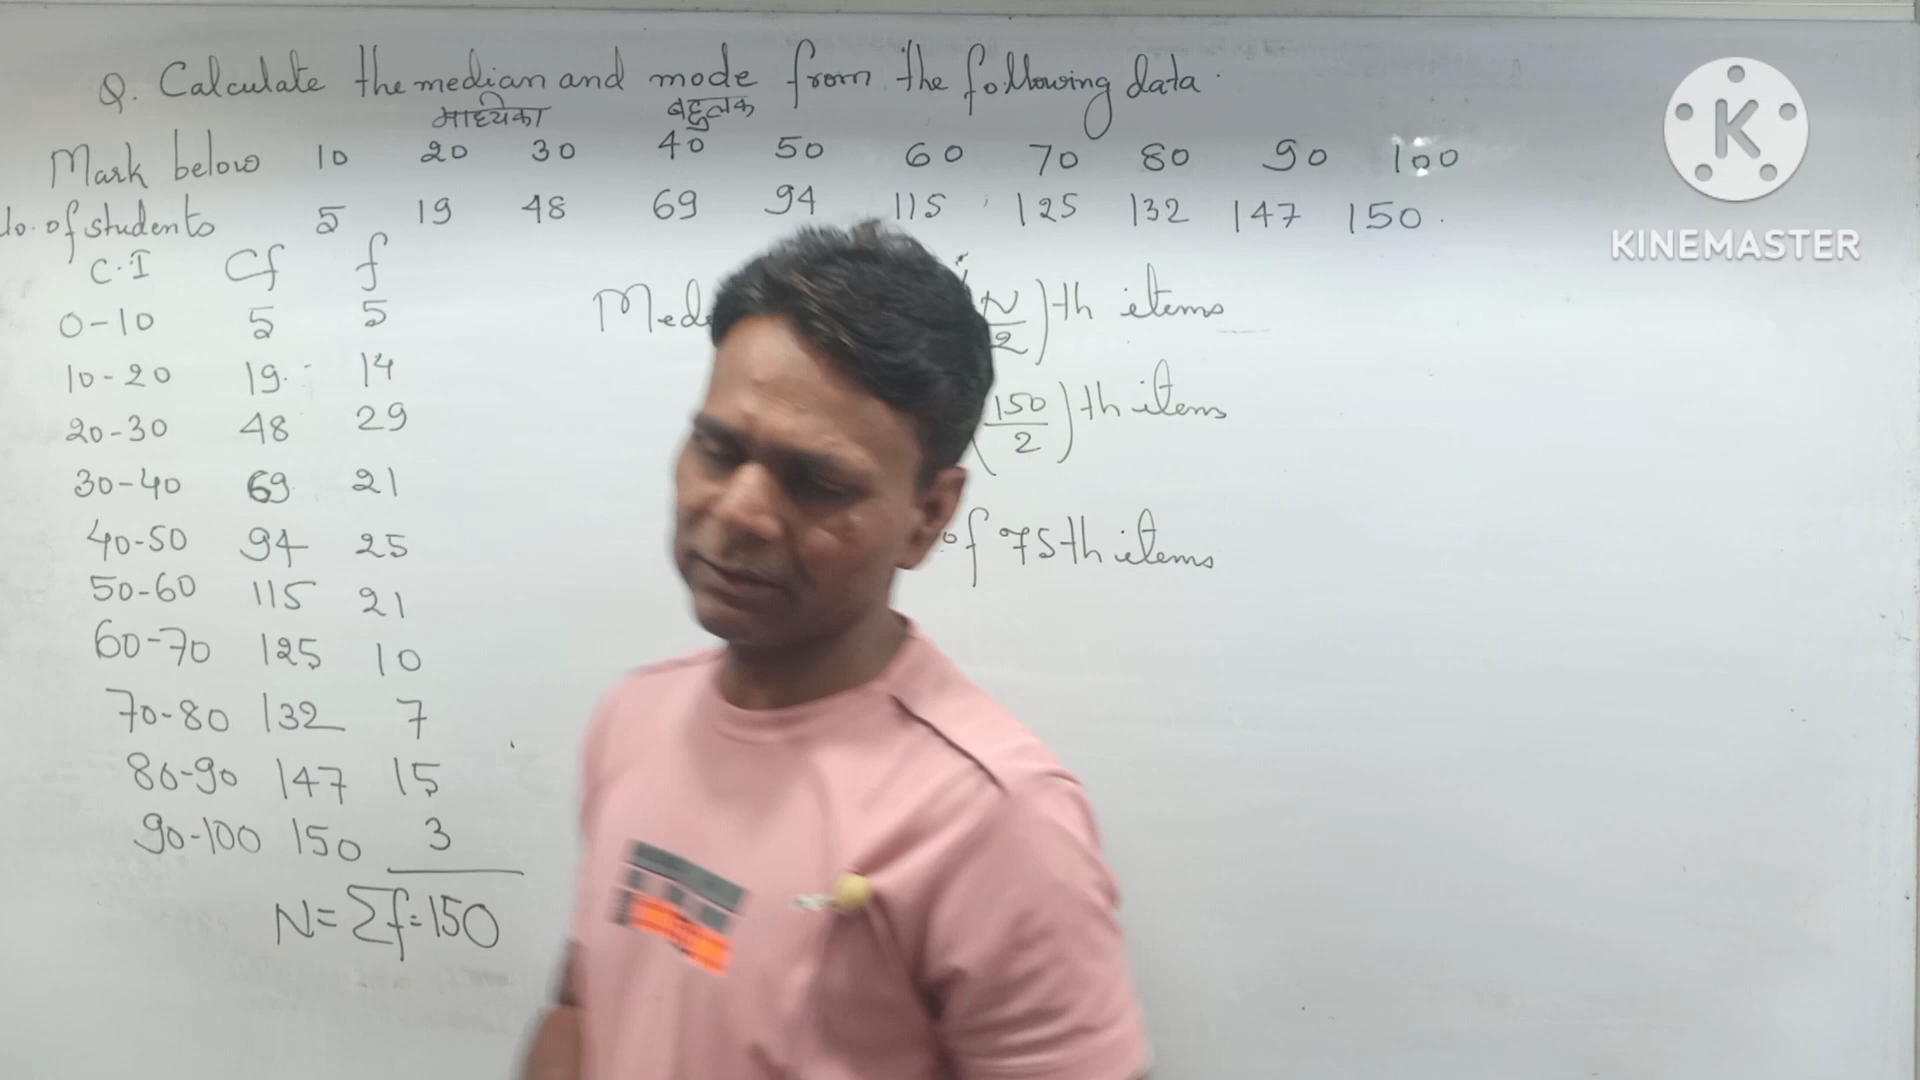 Q. Calculate the median and mode from the following data.
माध्यिका बहुलक
Mark below 10 20 30 40 50 60 70 80 90 100
No. of students 5 19 48 69 94 115 125 132 147 150.
C.I Cf f
0-10 5 5
10-20 19 14
20-30 48 29
30-40 69 21
40-50 94 25
50-60 115 21
60-70 125 10
70-80 132 7
80-90 147 15
90-100 150 3
N = Σf = 150
N/2)th items
(150/2)th items
of 75th items
K
KINEMASTER